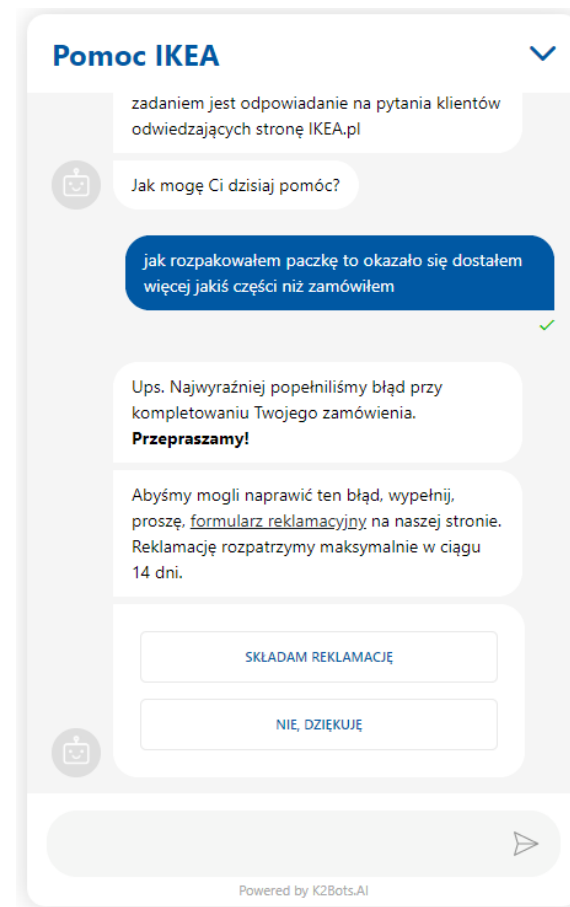 Pomoc IKEA
zadaniem jest odpowiadanie na pytania klientów
odwiedzających stronę IKEA.pl
Jak mogę Ci dzisiaj pomóc?
jak rozpakowałem paczkę to okazało się dostałem
więcej jakiś części niż zamówiłem
Ups. Najwyraźniej popełniliśmy błąd przy
kompletowaniu Twojego zamówienia.
Przepraszamy!
Abyśmy mogli naprawić ten błąd, wypełnij,
proszę, formularz reklamacyjny na naszej stronie.
Reklamację rozpatrzymy maksymalnie w ciągu
14 dni.
SKŁADAM REKLAMACJĘ
NIE, DZIĘKUJĘ
Powered by K2Bots.AI